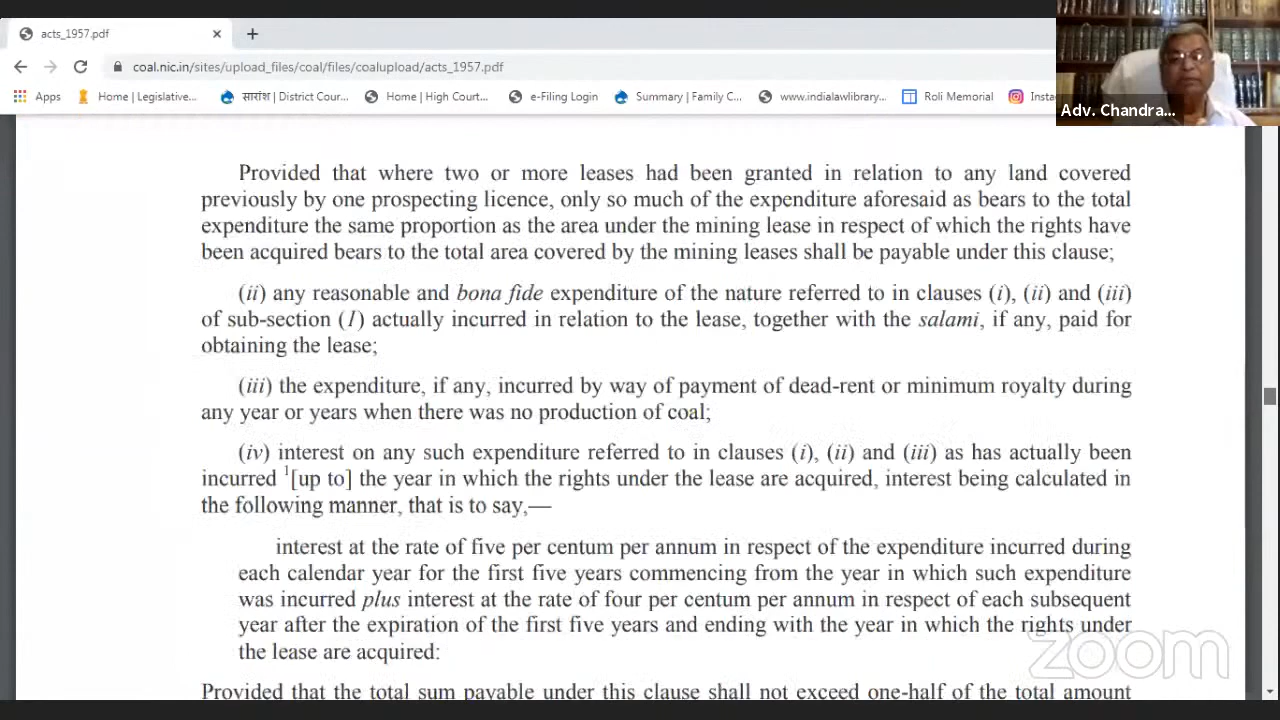 acts_1957.pdf
coal.nic.in/sites/upload_files/coal/files/coalupload/acts_1957.pdf
Apps Home | Legislative... सारांश | District Cour... Home | High Court... e-Filing Login Summary | Family C... www.indialawlibrary... Roli Memorial Insta
Adv. Chandra...
Provided that where two or more leases had been granted in relation to any land covered
previously by one prospecting licence, only so much of the expenditure aforesaid as bears to the total
expenditure the same proportion as the area under the mining lease in respect of which the rights have
been acquired bears to the total area covered by the mining leases shall be payable under this clause;
(ii) any reasonable and bona fide expenditure of the nature referred to in clauses (i), (ii) and (iii)
of sub-section (1) actually incurred in relation to the lease, together with the salami, if any, paid for
obtaining the lease;
(iii) the expenditure, if any, incurred by way of payment of dead-rent or minimum royalty during
any year or years when there was no production of coal;
(iv) interest on any such expenditure referred to in clauses (i), (ii) and (iii) as has actually been
incurred 1[up to] the year in which the rights under the lease are acquired, interest being calculated in
the following manner, that is to say,—
interest at the rate of five per centum per annum in respect of the expenditure incurred during
each calendar year for the first five years commencing from the year in which such expenditure
was incurred plus interest at the rate of four per centum per annum in respect of each subsequent
year after the expiration of the first five years and ending with the year in which the rights under
the lease are acquired:
Provided that the total sum payable under this clause shall not exceed one-half of the total amount
zoom